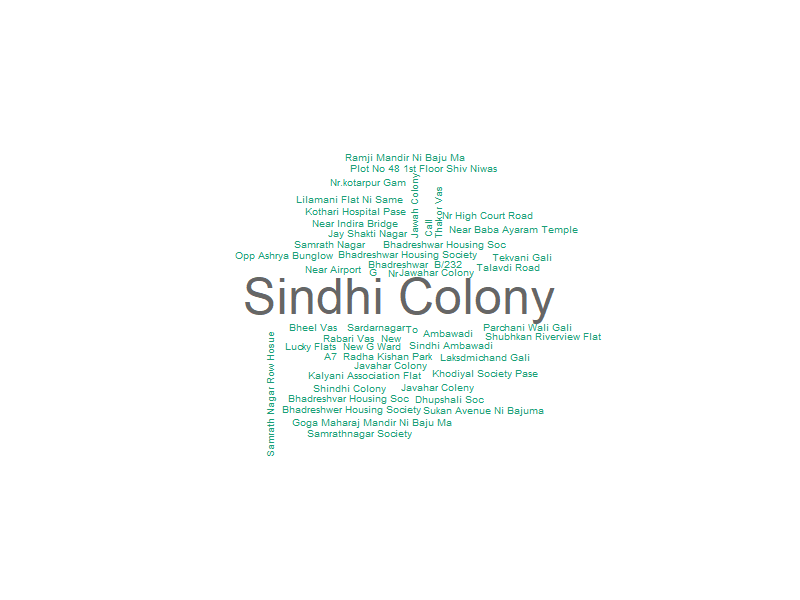 Ramji Mandir Ni Baju Ma
Plot No 48 1st Floor Shiv Niwas
Nr.kotarpur Gam
Jawah Colony
Thakor Vas
Call
Lilamani Flat Ni Same
Kothari Hospital Pase
Nr High Court Road
Near Indira Bridge
Near Baba Ayaram Temple
Jay Shakti Nagar
Samrath Nagar
Bhadreshwar Housing Soc
Opp Ashrya Bunglow
Bhadreshwar Housing Society
Tekvani Gali
Bhadreshwar
B/232
Talavdi Road
Near Airport
G
Nr
Jawahar Colony
Sindhi Colony
Bheel Vas
Sardarnagar
To
Parchani Wali Gali
Ambawadi
Rabari Vas
New
Shubhkan Riverview Flat
Samrath Nagar Row Hosue
Lucky Flats
New G Ward
Sindhi Ambawadi
A7
Radha Kishan Park
Laksdmichand Gali
Javahar Colony
Kalyani Association Flat
Khodiyal Society Pase
Shindhi Colony
Javahar Coleny
Bhadreshvar Housing Soc
Dhupshali Soc
Bhadreshwer Housing Society
Sukan Avenue Ni Bajuma
Goga Maharaj Mandir Ni Baju Ma
Samrathnagar Society